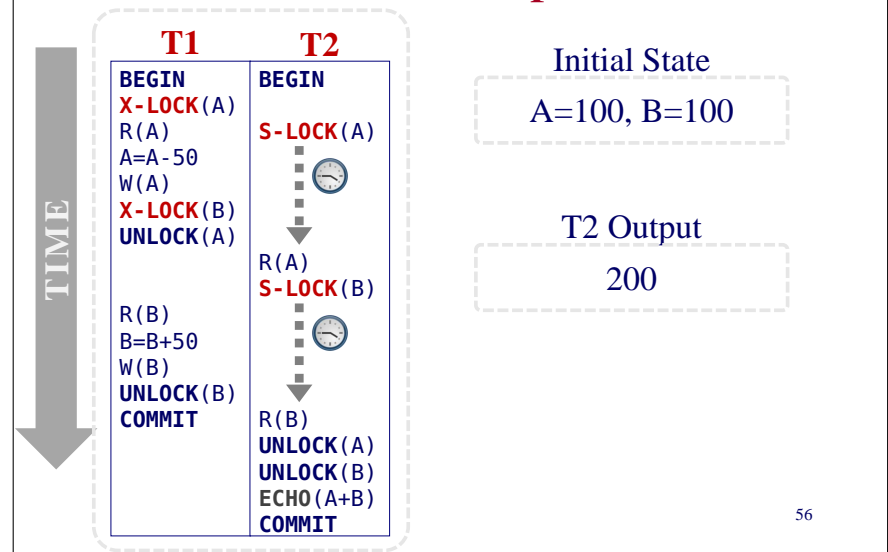 T1
T2
BEGIN
X-LOCK(A)
R(A)
A=A-50
W(A)
X-LOCK(B)
UNLOCK(A)
R(B)
B=B+50
W(B)
UNLOCK(B)
COMMIT
BEGIN
S-LOCK(A)
R(A)
S-LOCK(B)
R(B)
UNLOCK(A)
UNLOCK(B)
ECHO(A+B)
COMMIT
TIME
Initial State
A=100, B=100
T2 Output
200
56